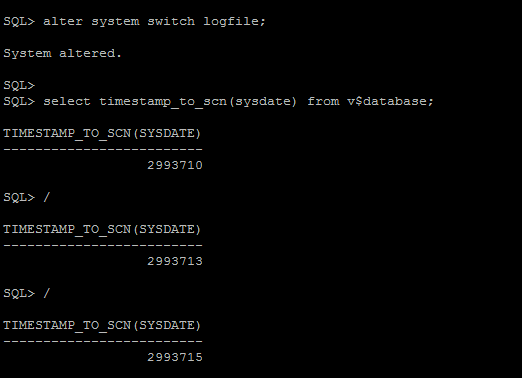 SQL> alter system switch logfile;
System altered.
SQL>
SQL> select timestamp_to_scn(sysdate) from v$database;
TIMESTAMP_TO_SCN(SYSDATE)
-------------------------
2993710
SQL> /
TIMESTAMP_TO_SCN(SYSDATE)
-------------------------
2993713
SQL> /
TIMESTAMP_TO_SCN(SYSDATE)
-------------------------
2993715